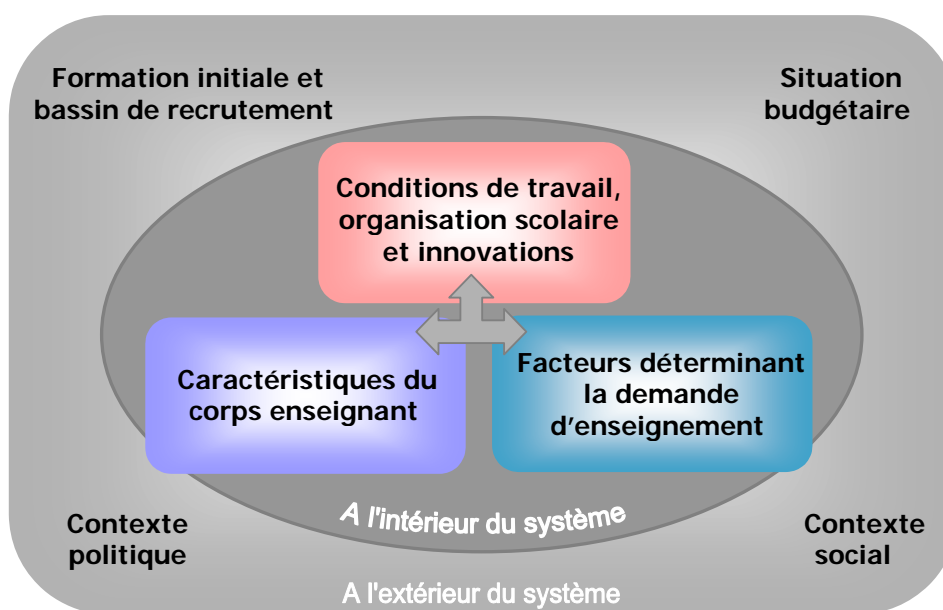 Formation initiale et
bassin de recrutement
Situation
budgétaire
Conditions de travail,
organisation scolaire
et innovations
Caractéristiques du
corps enseignant
Facteurs déterminant
la demande
d’enseignement
A l'intérieur du système
Contexte
politique
Contexte
social
A l'extérieur du système